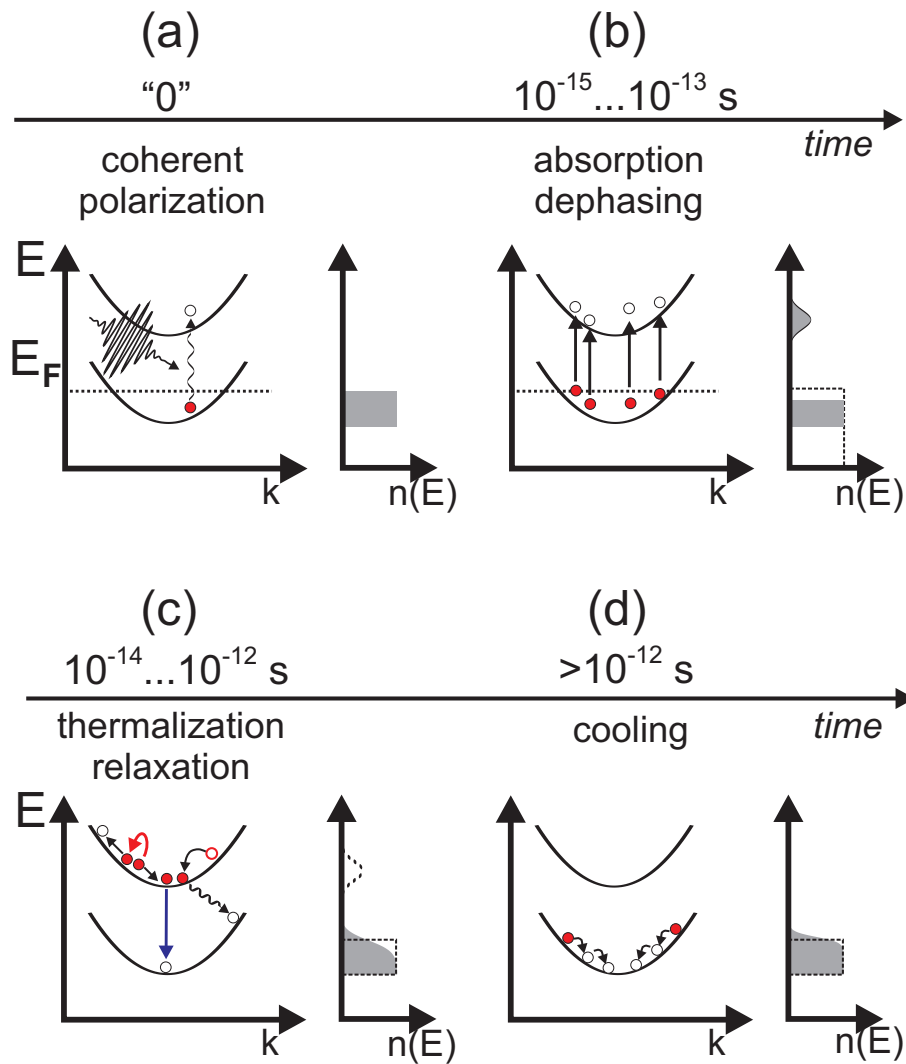 (a) (b)
“0” 10⁻¹⁵...10⁻¹³ s
time
coherent absorption
polarization dephasing
E
E_F
k n(E) k n(E)
(c) (d)
10⁻¹⁴...10⁻¹² s >10⁻¹² s
thermalization cooling time
relaxation
E
k n(E) k n(E)